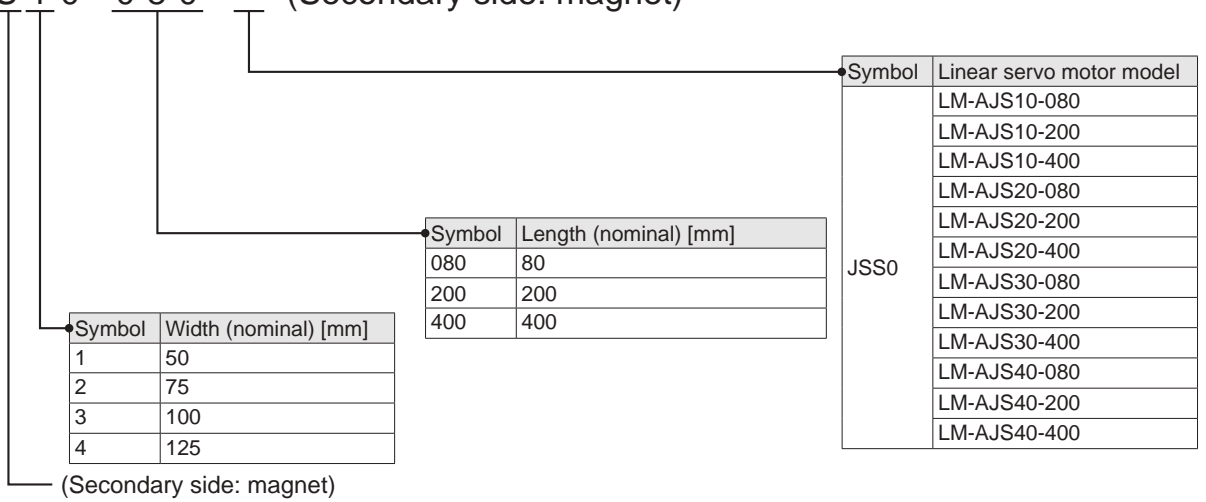 (Secondary side: magnet)
Symbol Linear servo motor model
JSS0
LM-AJS10-080
LM-AJS10-200
LM-AJS10-400
LM-AJS20-080
LM-AJS20-200
LM-AJS20-400
LM-AJS30-080
LM-AJS30-200
LM-AJS30-400
LM-AJS40-080
LM-AJS40-200
LM-AJS40-400
Symbol Length (nominal) [mm]
080 80
200 200
400 400
Symbol Width (nominal) [mm]
1 50
2 75
3 100
4 125
(Secondary side: magnet)